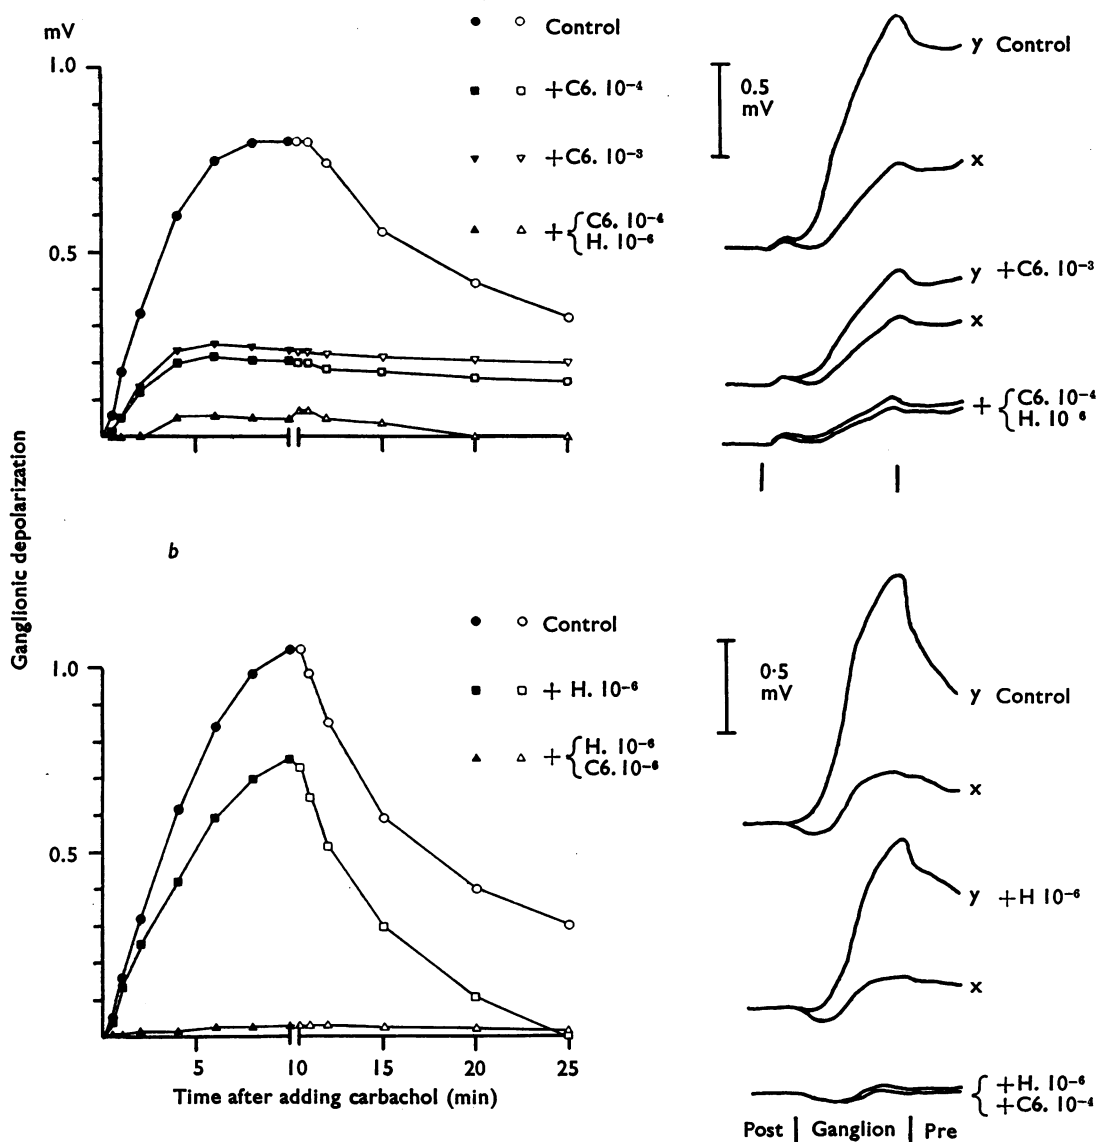 mV
1.0
0.5
Control
+C6. 10⁻⁴
+C6. 10⁻³
+{C6. 10⁻⁴
H. 10⁻⁶
0.5
mV
y Control
x
y +C6. 10⁻³
x
+{C6. 10⁻⁴
H. 10⁻⁶
Ganglionic depolarization
b
1.0
0.5
Control
+ H. 10⁻⁶
+{H. 10⁻⁶
C6. 10⁻⁶
5
10
15
20
25
Time after adding carbachol (min)
0·5
mV
y Control
x
y +H 10⁻⁶
x
{+H. 10⁻⁶
+C6. 10⁻⁴
Post | Ganglion | Pre